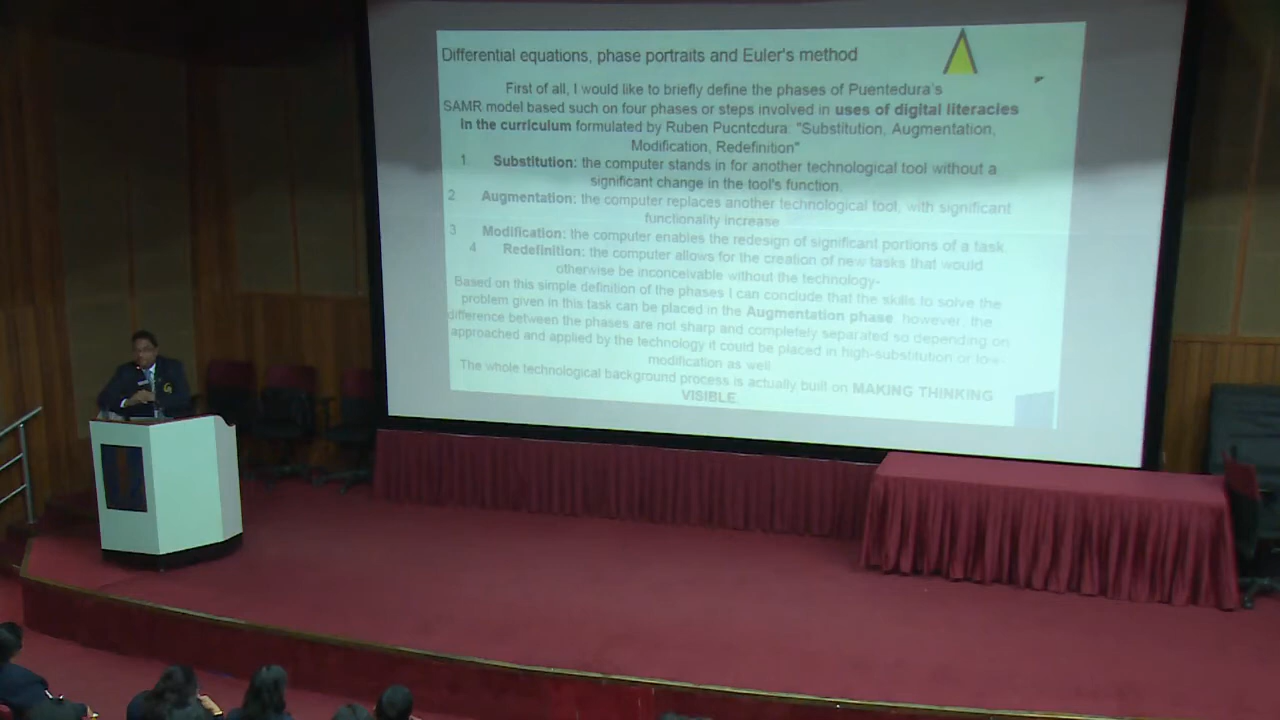 Differential equations, phase portraits and Euler's method
First of all, I would like to briefly define the phases of Puentedura's
SAMR model based such on four phases or steps involved in uses of digital literacies
In the curriculum formulated by Ruben Pucntcdura: "Substitution, Augmentation,
Modification, Redefinition"
1 Substitution: the computer stands in for another technological tool without a
significant change in the tool's function.
2 Augmentation: the computer replaces another technological tool, with significant
functionality increase
3 Modification: the computer enables the redesign of significant portions of a task
4 Redefinition: the computer allows for the creation of new tasks that would
otherwise be inconceivable without the technology-
Based on this simple definition of the phases I can conclude that the skills to solve the
problem given in this task can be placed in the Augmentation phase, however, the
difference between the phases are not sharp and completely separated so depending on
approached and applied by the technology it could be placed in high-substitution or low-
modification as well
The whole technological background process is actually built on MAKING THINKING
VISIBLE.